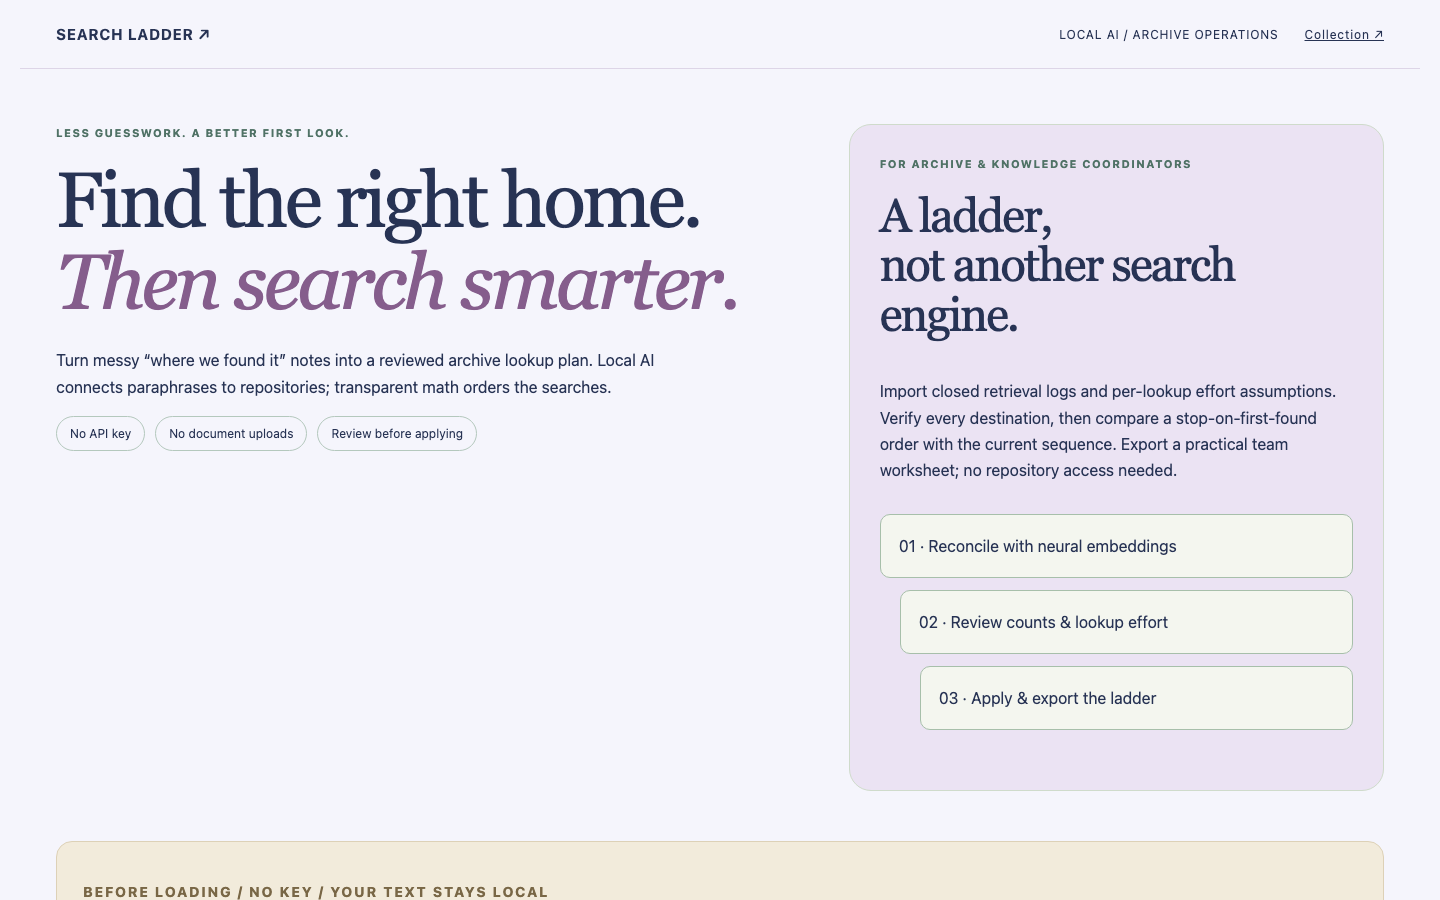 SEARCH LADDER ↗
LOCAL AI / ARCHIVE OPERATIONS
Collection ↗
LESS GUESSWORK. A BETTER FIRST LOOK.
Find the right home.
Then search smarter.
Turn messy “where we found it” notes into a reviewed archive lookup plan. Local AI
connects paraphrases to repositories; transparent math orders the searches.
No API key
No document uploads
Review before applying
FOR ARCHIVE & KNOWLEDGE COORDINATORS
A ladder,
not another search
engine.
Import closed retrieval logs and per-lookup effort assumptions.
Verify every destination, then compare a stop-on-first-found
order with the current sequence. Export a practical team
worksheet; no repository access needed.
01 · Reconcile with neural embeddings
02 · Review counts & lookup effort
03 · Apply & export the ladder
BEFORE LOADING / NO KEY / YOUR TEXT STAYS LOCAL